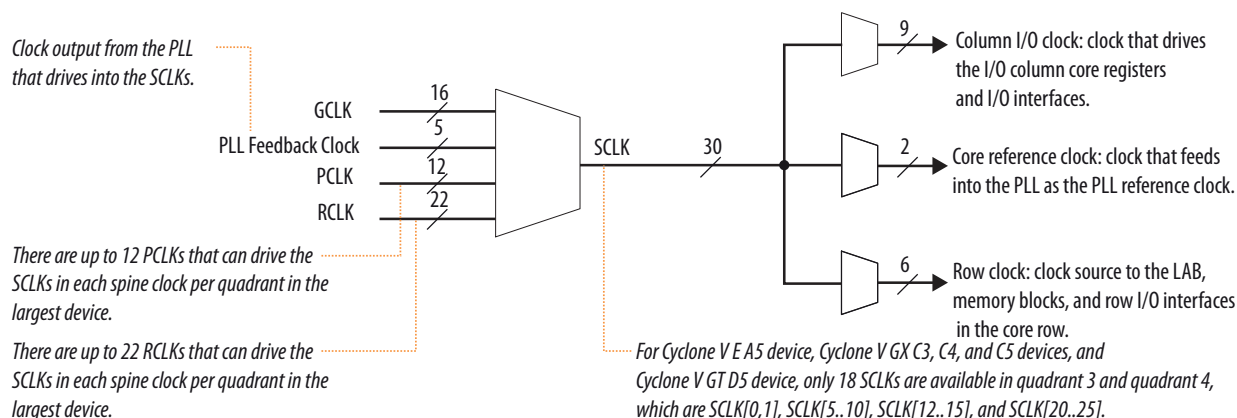 Clock output from the PLL
that drives into the SCLKs.
GCLK
16
PLL Feedback Clock
5
PCLK
12
RCLK
22
SCLK
30
9
Column I/O clock: clock that drives
the I/O column core registers
and I/O interfaces.
2
Core reference clock: clock that feeds
into the PLL as the PLL reference clock.
6
Row clock: clock source to the LAB,
memory blocks, and row I/O interfaces
in the core row.
There are up to 12 PCLKs that can drive the
SCLKs in each spine clock per quadrant in the
largest device.
There are up to 22 RCLKs that can drive the
SCLKs in each spine clock per quadrant in the
largest device.
For Cyclone V E A5 device, Cyclone V GX C3, C4, and C5 devices, and
Cyclone V GT D5 device, only 18 SCLKs are available in quadrant 3 and quadrant 4,
which are SCLK[0,1], SCLK[5..10], SCLK[12..15], and SCLK[20..25].